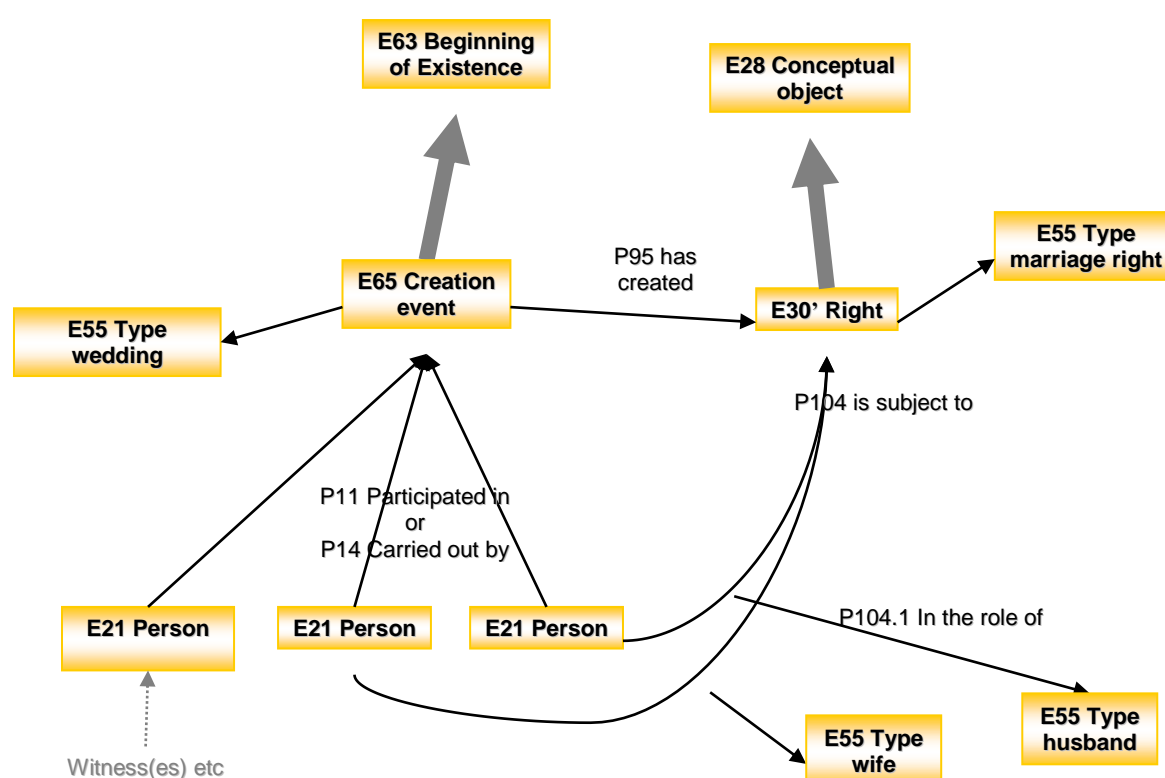 E63 Beginning
of Existence
E28 Conceptual
object
E55 Type
marriage right
P95 has
created
E65 Creation
event
E30’ Right
E55 Type
wedding
P104 is subject to
P11 Participated in
or
P14 Carried out by
E21 Person
E21 Person
E21 Person
P104.1 In the role of
E55 Type
husband
E55 Type
wife
Witness(es) etc